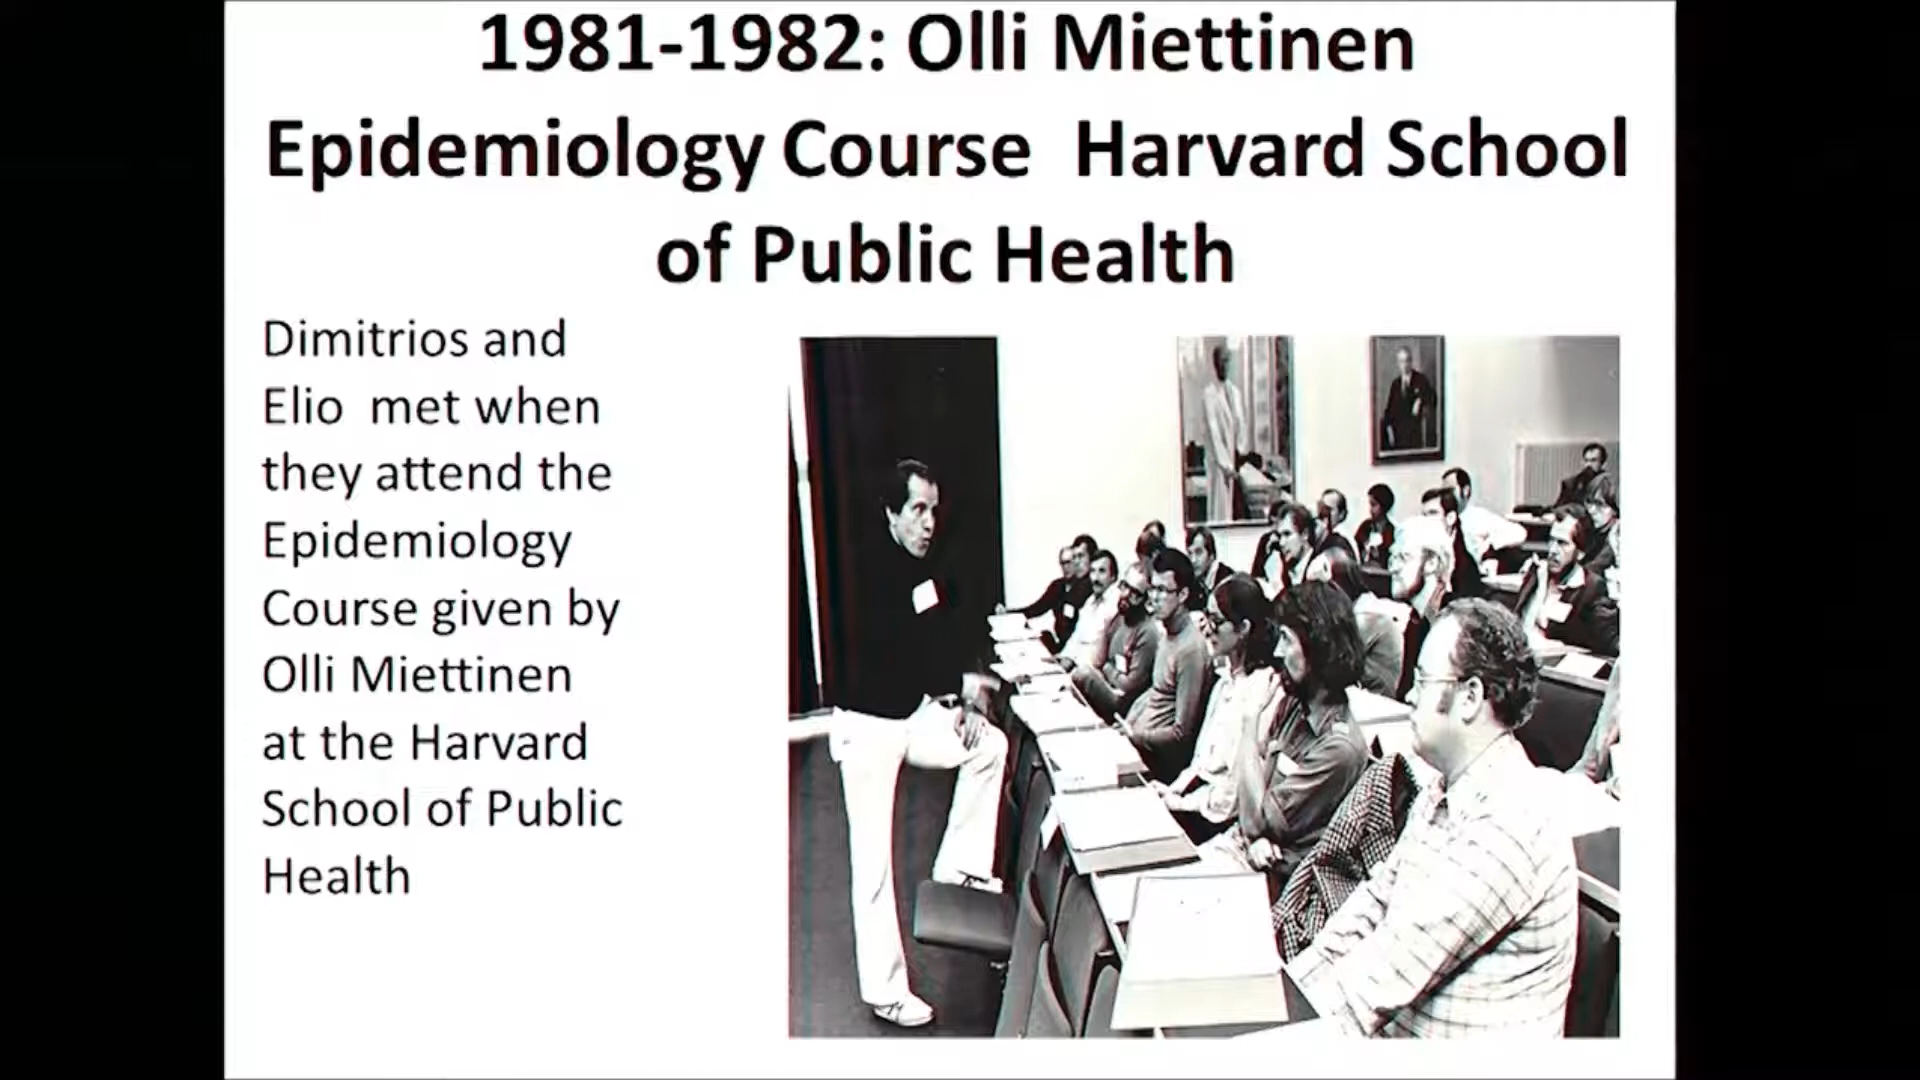 1981-1982: Olli Miettinen
Epidemiology Course  Harvard School
of Public Health
Dimitrios and
Elio  met when
they attend the
Epidemiology
Course given by
Olli Miettinen
at the Harvard
School of Public
Health